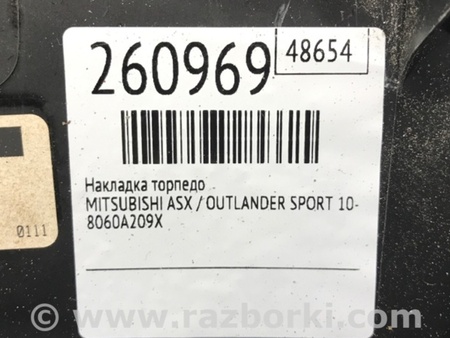 260969
48654
Накладка торпедо
MITSUBISHI ASX / OUTLANDER SPORT 10-
8060A209X
0111
© www.razborki.com